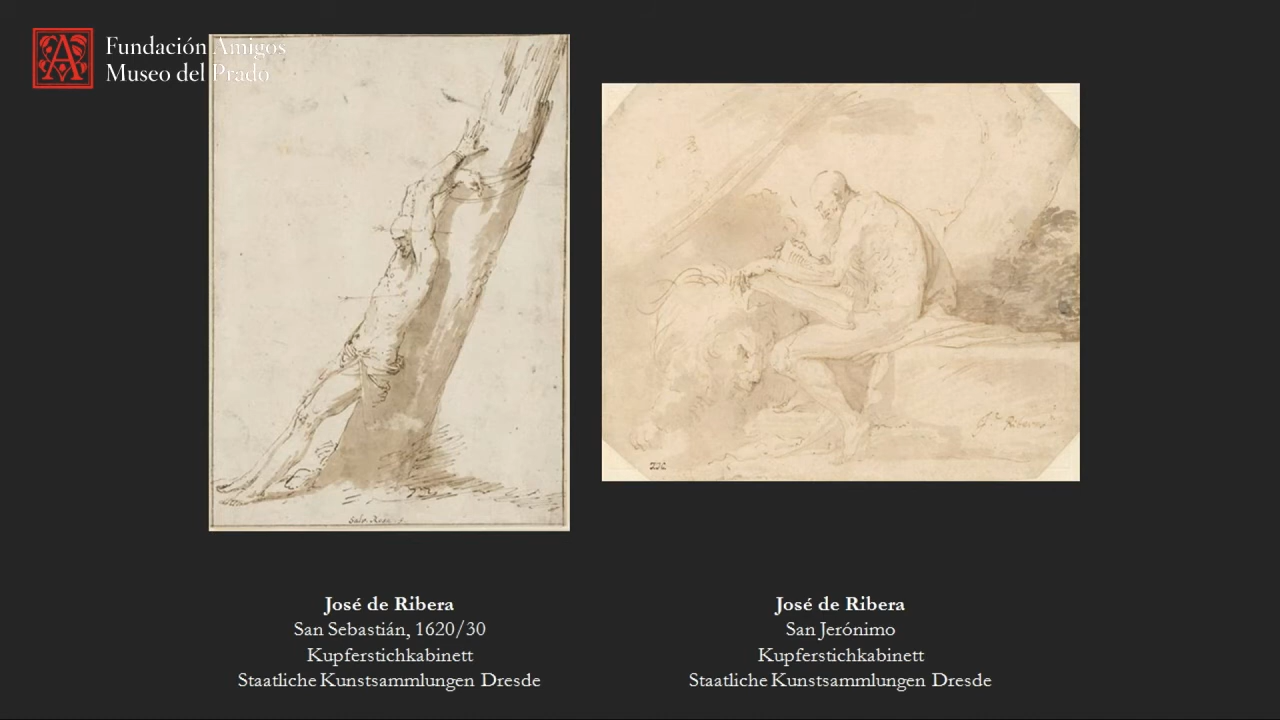 Fundación Amigos
Museo del Prado
José de Ribera
San Sebastián, 1620/30
Kupferstichkabinett
Staatliche Kunstsammlungen Dresde
José de Ribera
San Jerónimo
Kupferstichkabinett
Staatliche Kunstsammlungen Dresde